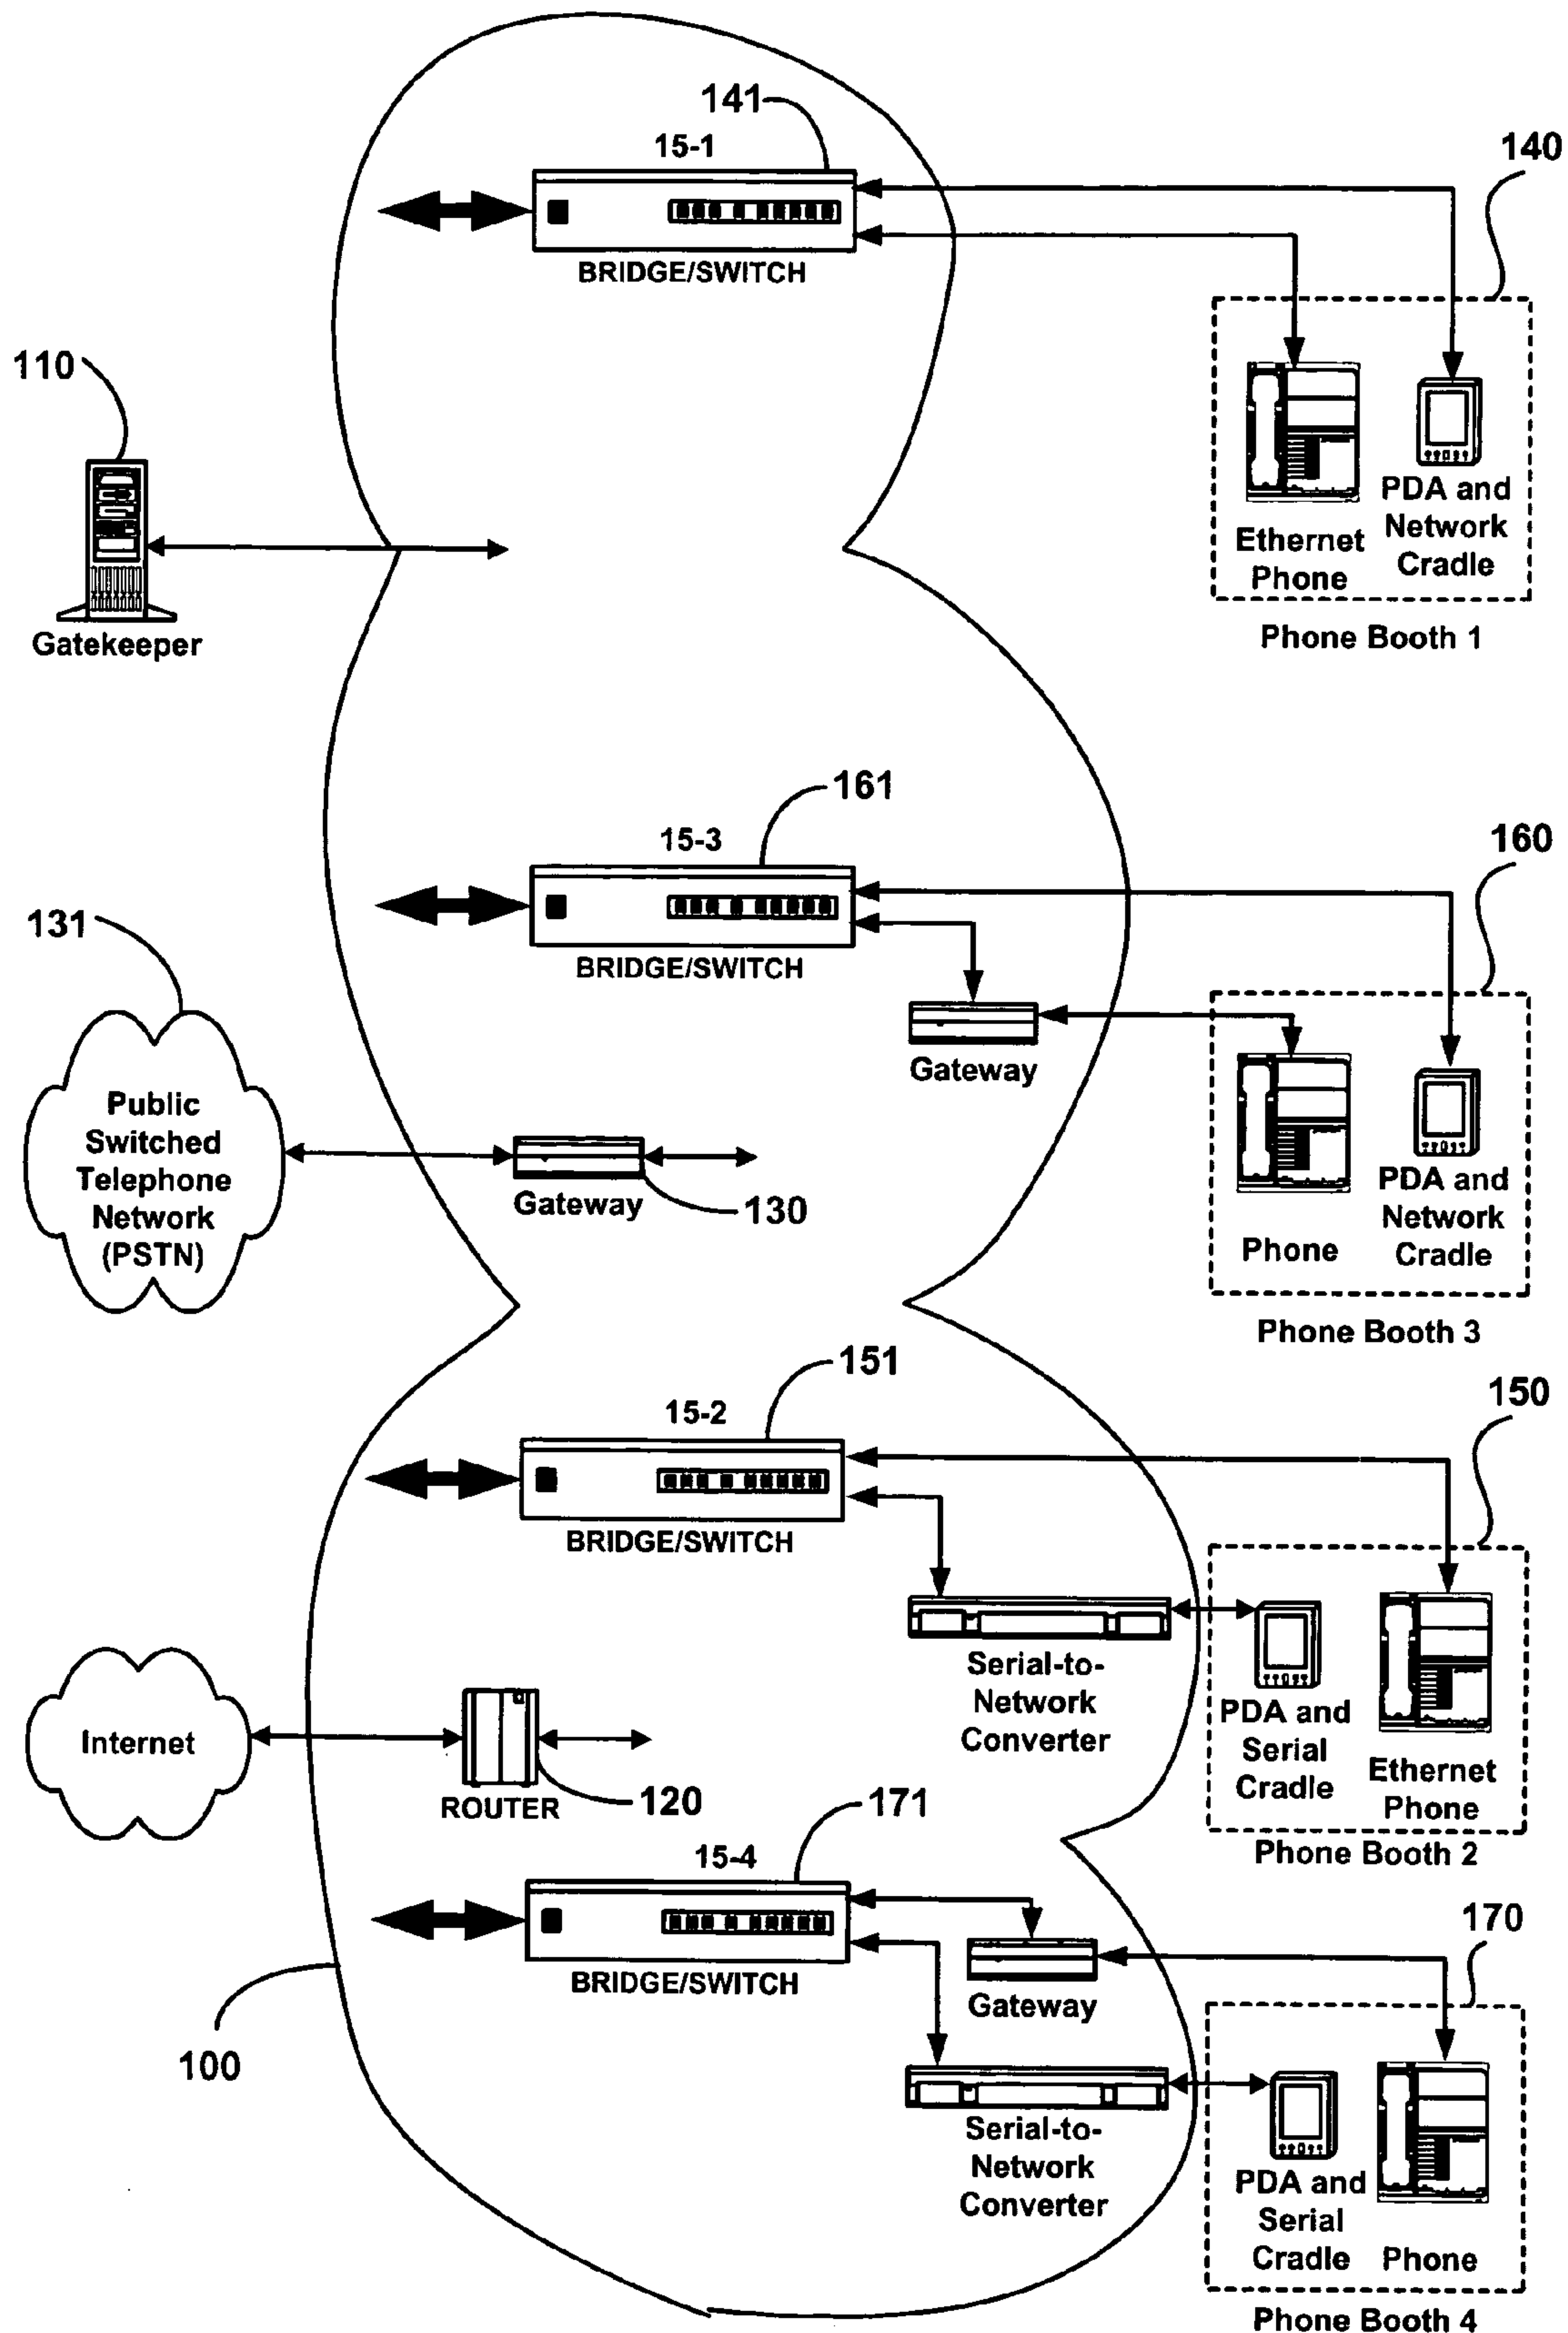 141
15-1
140
BRIDGE/SWITCH
110
Gatekeeper
Ethernet
Phone
PDA and
Network
Cradle
Phone Booth 1
161
15-3
160
BRIDGE/SWITCH
131
Public
Switched
Telephone
Network
(PSTN)
Gateway
Gateway
130
Phone
PDA and
Network
Cradle
Phone Booth 3
151
15-2
150
BRIDGE/SWITCH
Serial-to-
Network
Converter
PDA and
Serial
Cradle
Ethernet
Phone
Phone Booth 2
Internet
ROUTER
120
171
15-4
170
BRIDGE/SWITCH
Gateway
100
Serial-to-
Network
Converter
PDA and
Serial
Cradle
Phone
Phone Booth 4